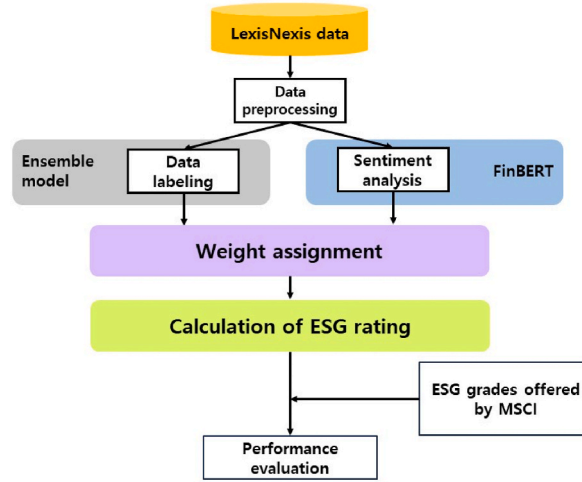 LexisNexis data
Data
preprocessing
Ensemble
model
Data
labeling
Sentiment
analysis
FinBERT
Weight assignment
Calculation of ESG rating
ESG grades offered
by MSCI
Performance
evaluation